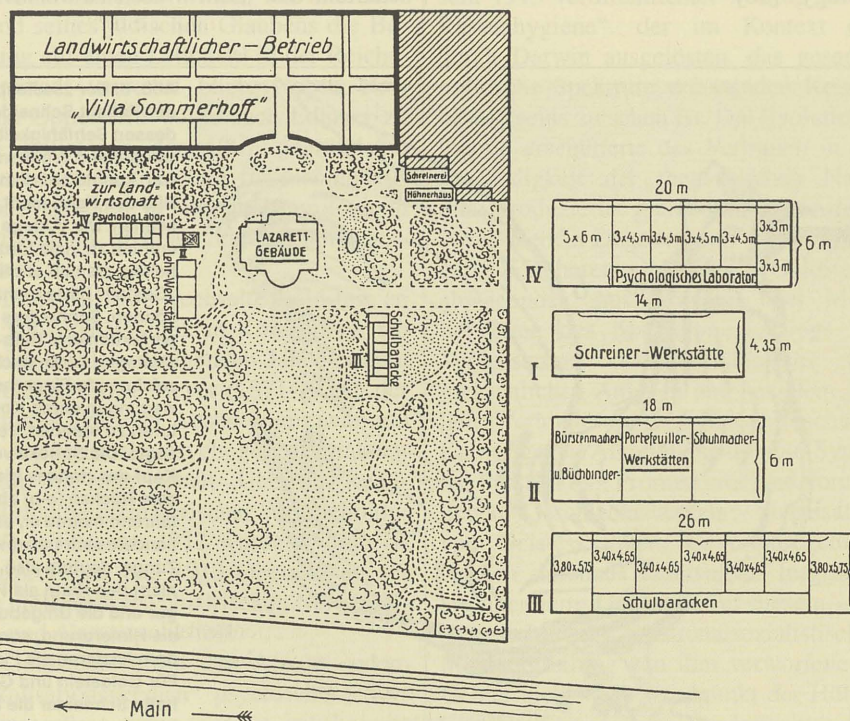 Landwirtschaftlicher – Betrieb
„Villa Sommerhoff"
zur Land=
wirtschaft
IV Psycholog. Labor.
II
Lehr-Werkstätte
LAZARETT-
GEBÄUDE
I
Schreinerei
Hühnerhaus
III
Schulbaracke
Main
20 m
5 x 6 m
3x4,5m
3x4,5m
3x4,5m
3x4,5m
3x3m
3x3m
6m
Psychologisches Laborator.
IV
14 m
Schreiner-Werkstätte
4,35 m
I
18 m
Bürstenmacher-
u.Buchbinder-
Portefeuiller-
Werkstätten
Schuhmacher-
6m
II
26 m
3,80x5,75
3,40x4,65
3,40x4,65
3,40x4,65
3,40x4,65
3,40x4,65
3,80x5,75
Schulbaracken
III